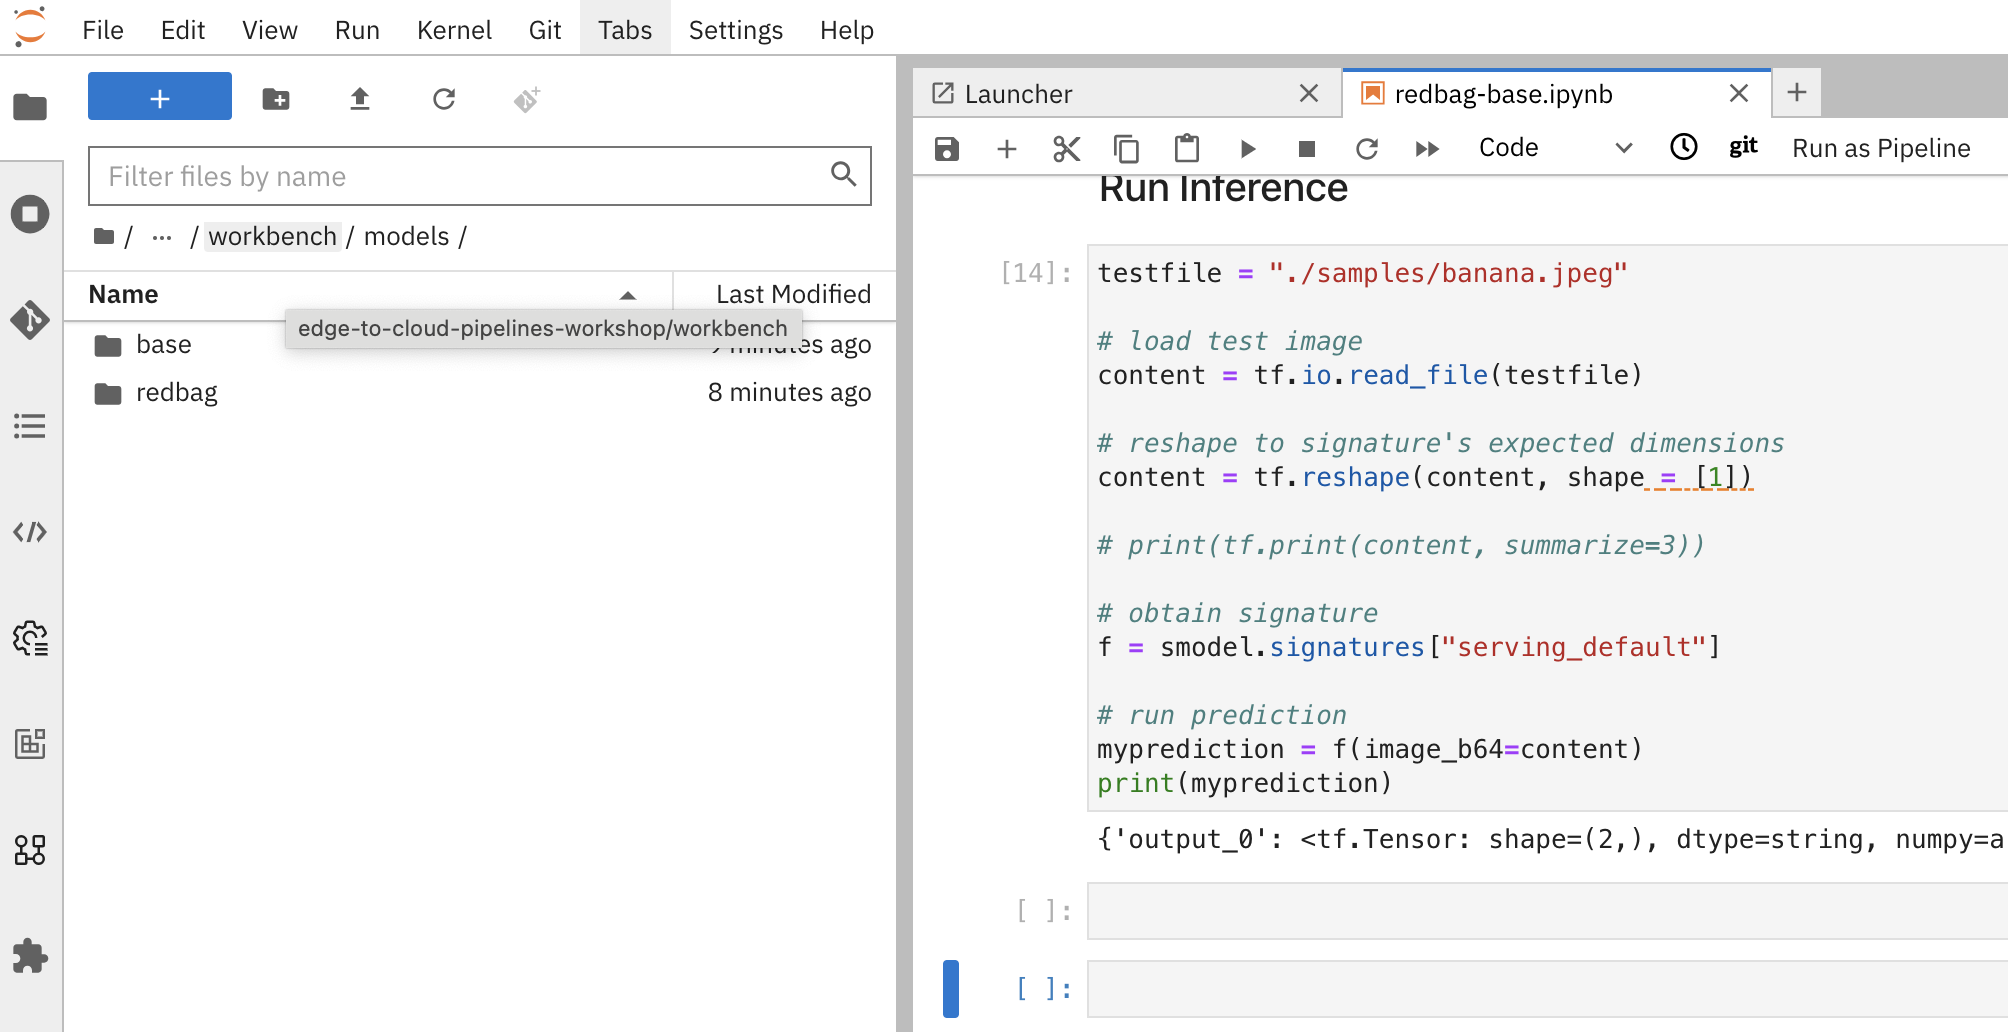 File Edit View Run Kernel Git Tabs Settings Help
+
Filter files by name
/ ... / workbench / models /
Name Last Modified
edge-to-cloud-pipelines-workshop/workbench
base minutes ago
redbag 8 minutes ago
Launcher redbag-base.ipynb
Code git Run as Pipeline
Run Inference
[14]: testfile = "./samples/banana.jpeg"
# load test image
content = tf.io.read_file(testfile)
# reshape to signature's expected dimensions
content = tf.reshape(content, shape = [1])
# print(tf.print(content, summarize=3))
# obtain signature
f = smodel.signatures["serving_default"]
# run prediction
myprediction = f(image_b64=content)
print(myprediction)
{'output_0': <tf.Tensor: shape=(2,), dtype=string, numpy=a
[ ]:
[ ]: